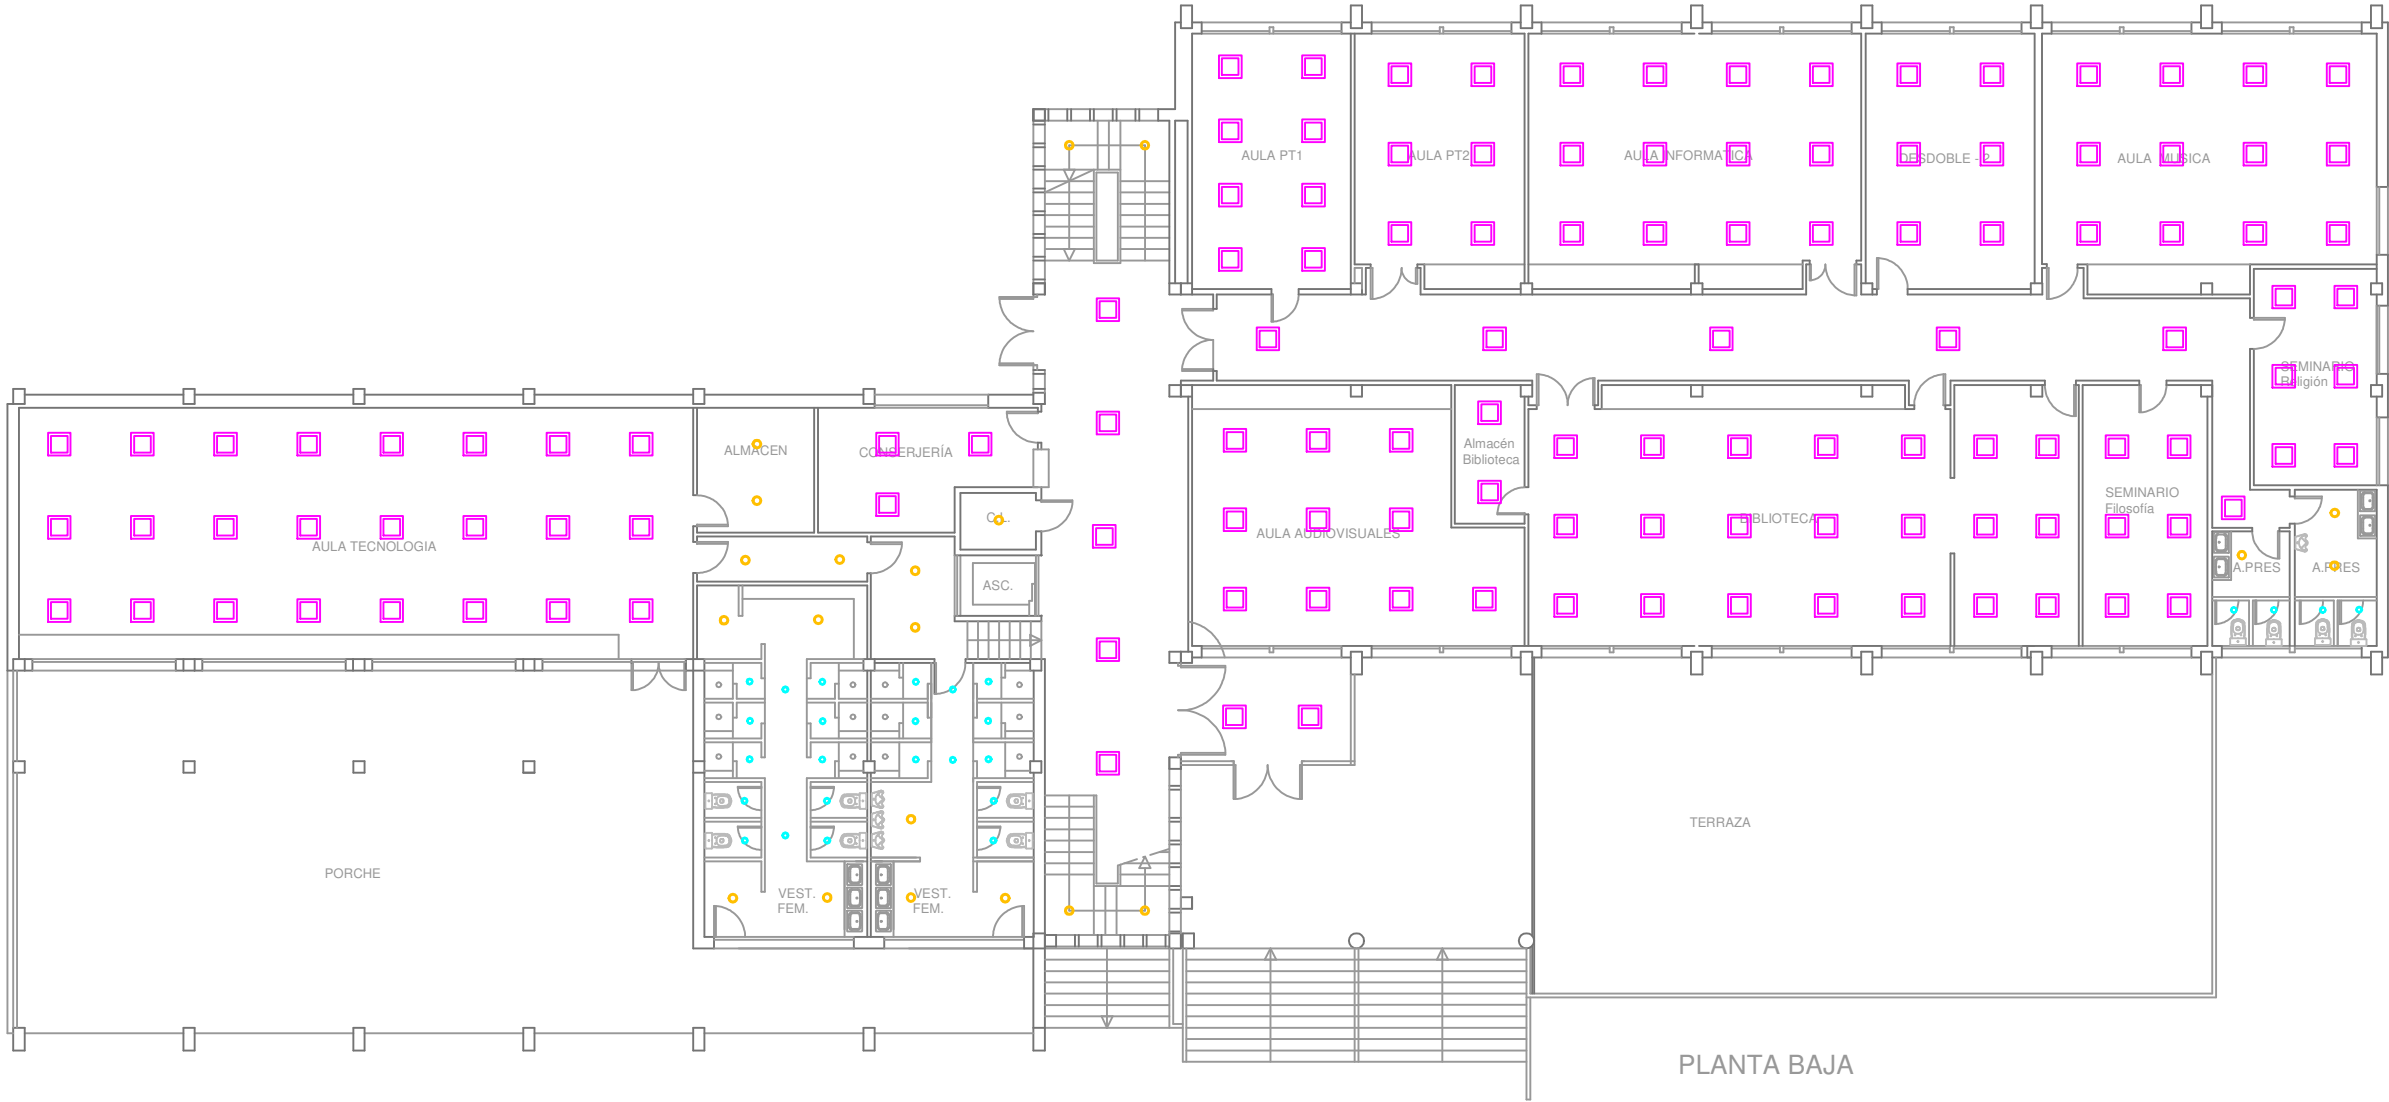 AULA PT1
AULA PT2
AULA INFORMATICA
DESDOBLE - 2
AULA MUSICA
SEMINARIO
Religión
ALMACEN
CONSERJERÍA
Almacén
Biblioteca
SEMINARIO
Filosofía
C.L.
BIBLIOTECA
AULA AUDIOVISUALES
AULA TECNOLOGIA
A.PRES
A.PRES
ASC.
TERRAZA
PORCHE
VEST.
FEM.
VEST.
FEM.
PLANTA BAJA